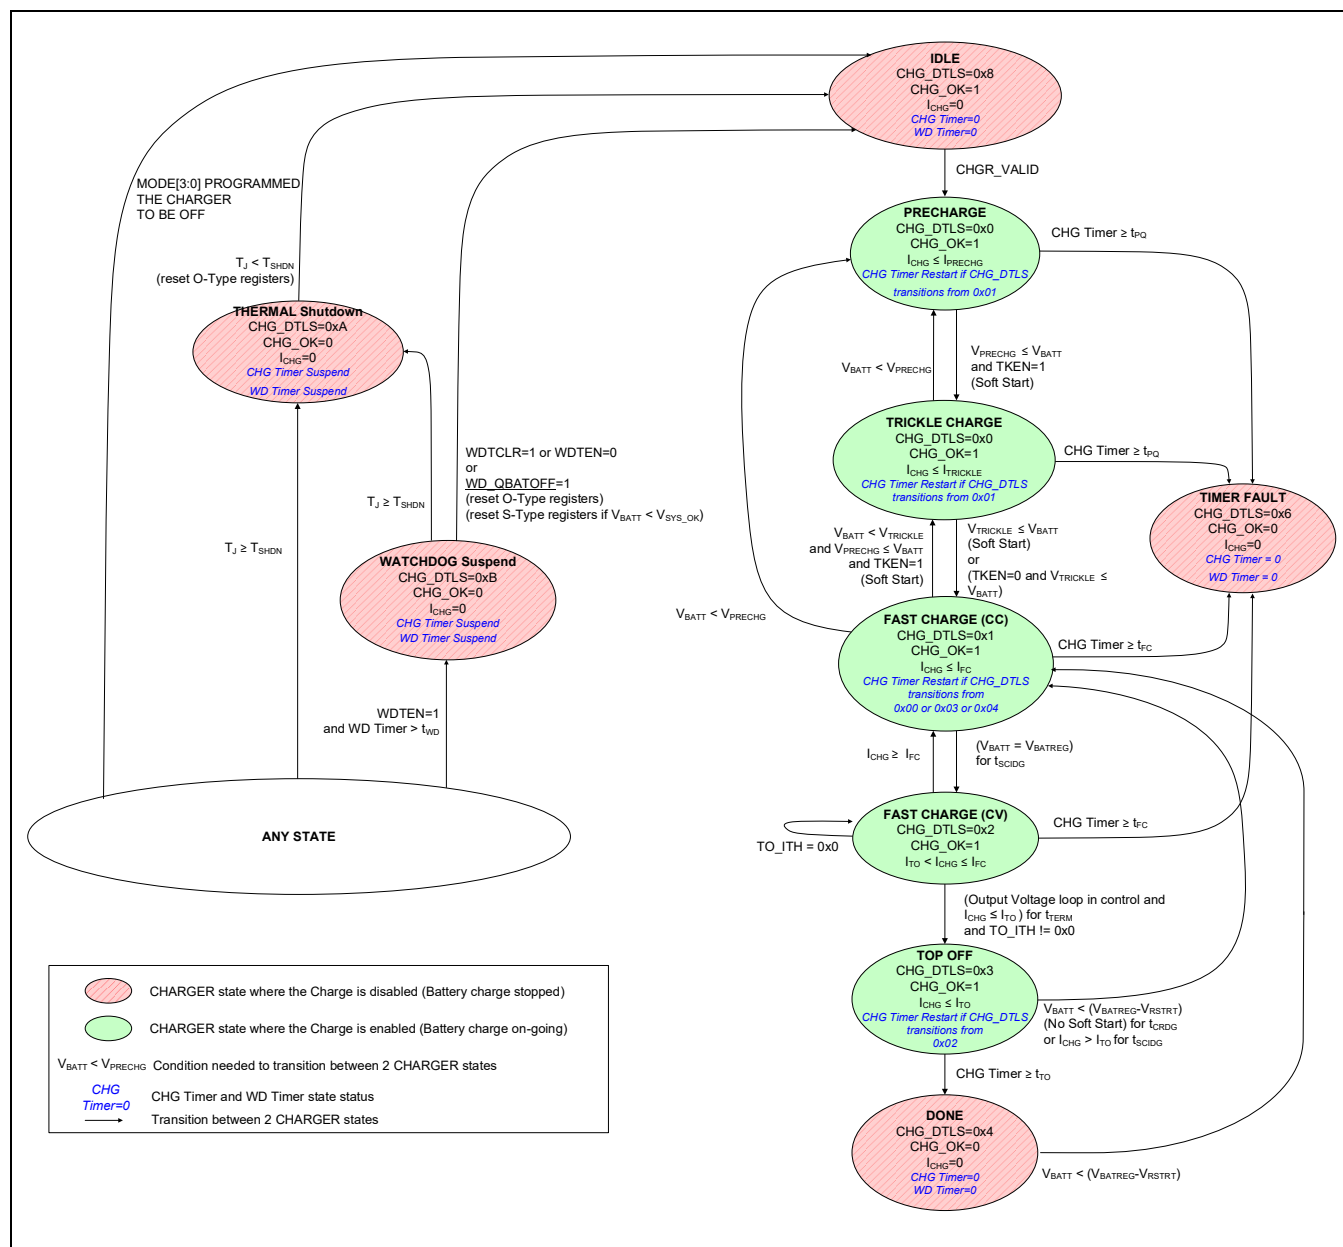 IDLE
CHG_DTLS=0x8
CHG_OK=1
ICHG=0
CHG Timer=0
WD Timer=0
MODE[3:0] PROGRAMMED
THE CHARGER
TO BE OFF
CHGR_VALID
PRECHARGE
CHG_DTLS=0x0
CHG_OK=1
ICHG ≤ IPRECHG
CHG Timer Restart if CHG_DTLS
transitions from 0x01
CHG Timer ≥ tPQ
TJ < TSHDN
(reset O-Type registers)
THERMAL Shutdown
CHG_DTLS=0xA
CHG_OK=0
ICHG=0
CHG Timer Suspend
WD Timer Suspend
VBATT < VPRECHG
VPRECHG ≤ VBATT
and TKEN=1
(Soft Start)
TRICKLE CHARGE
CHG_DTLS=0x0
CHG_OK=1
ICHG ≤ ITRICKLE
CHG Timer Restart if CHG_DTLS
transitions from 0x01
CHG Timer ≥ tPQ
WDTCLR=1 or WDTEN=0
or
WD_QBATOFF=1
(reset O-Type registers)
(reset S-Type registers if VBATT < VSYS_OK)
TJ ≥ TSHDN
TJ ≥ TSHDN
TIMER FAULT
CHG_DTLS=0x6
CHG_OK=0
ICHG=0
CHG Timer = 0
WD Timer = 0
VBATT < VTRICKLE
and VPRECHG ≤ VBATT
and TKEN=1
(Soft Start)
VTRICKLE ≤ VBATT
(Soft Start)
or
(TKEN=0 and VTRICKLE ≤
VBATT)
WATCHDOG Suspend
CHG_DTLS=0xB
CHG_OK=0
ICHG=0
CHG Timer Suspend
WD Timer Suspend
VBATT < VPRECHG
FAST CHARGE (CC)
CHG_DTLS=0x1
CHG_OK=1
ICHG ≤ IFC
CHG Timer Restart if CHG_DTLS
transitions from
0x00 or 0x03 or 0x04
CHG Timer ≥ tFC
WDTEN=1
and WD Timer > tWD
ICHG ≥ IFC
(VBATT = VBATREG)
for tSCIDG
ANY STATE
FAST CHARGE (CV)
CHG_DTLS=0x2
CHG_OK=1
ITO < ICHG ≤ IFC
TO_ITH = 0x0
CHG Timer ≥ tFC
(Output Voltage loop in control and
ICHG ≤ ITO ) for tTERM
and TO_ITH != 0x0
TOP OFF
CHG_DTLS=0x3
CHG_OK=1
ICHG ≤ ITO
CHG Timer Restart if CHG_DTLS
transitions from
0x02
VBATT < (VBATREG-VRSTRT)
(No Soft Start) for tCRDG
or ICHG > ITO for tSCIDG
CHG Timer ≥ tTO
DONE
CHG_DTLS=0x4
CHG_OK=0
ICHG=0
CHG Timer=0
WD Timer=0
VBATT < (VBATREG-VRSTRT)
CHARGER state where the Charge is disabled (Battery charge stopped)
CHARGER state where the Charge is enabled (Battery charge on-going)
VBATT < VPRECHG Condition needed to transition between 2 CHARGER states
CHG
Timer=0
CHG Timer and WD Timer state status
Transition between 2 CHARGER states